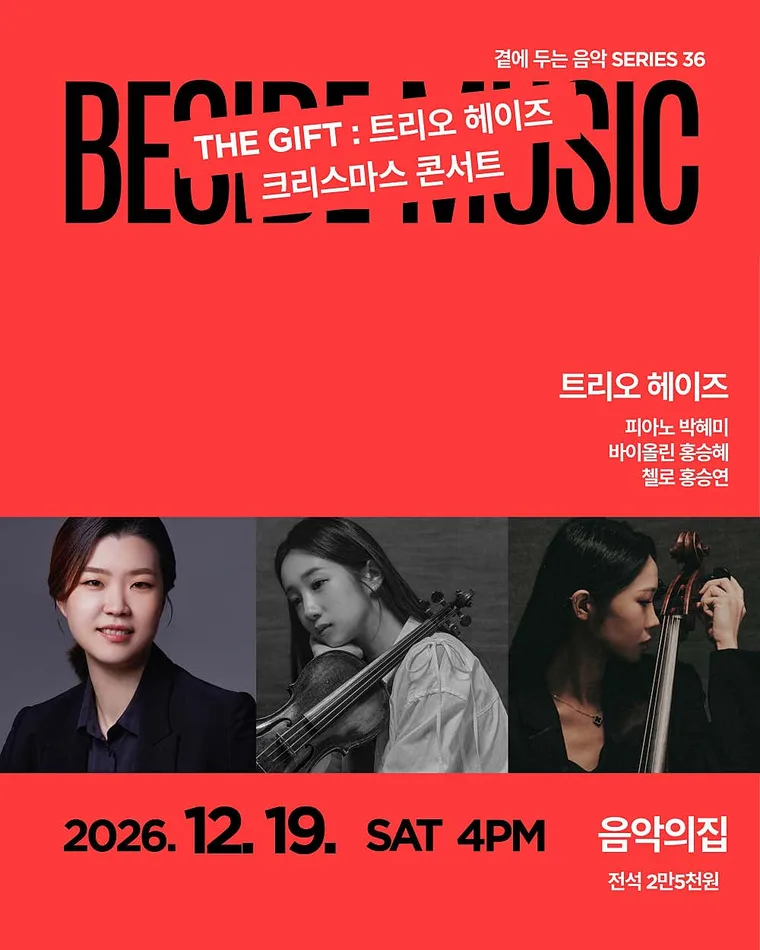 곁에 두는 음악 SERIES 36
BECIDE MUSIC
THE GIFT : 트리오 헤이즈
크리스마스 콘서트
트리오 헤이즈
피아노 박혜미
바이올린 홍승혜
첼로 홍승연
2026. 12. 19. SAT 4PM 음악의집
전석 2만5천원